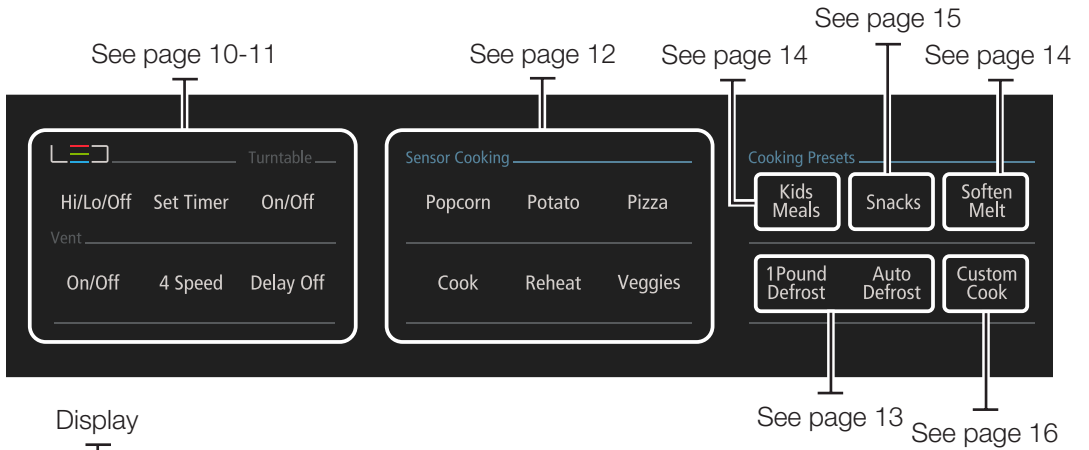 See page 15
See page 10-11
See page 12
See page 14
See page 14
LED
Turntable
Sensor Cooking
Cooking Presets
Hi/Lo/Off
Set Timer
On/Off
Popcorn
Potato
Pizza
Kids
Meals
Snacks
Soften
Melt
Vent
On/Off
4 Speed
Delay Off
Cook
Reheat
Veggies
1Pound
Defrost
Auto
Defrost
Custom
Cook
See page 13
See page 16
Display